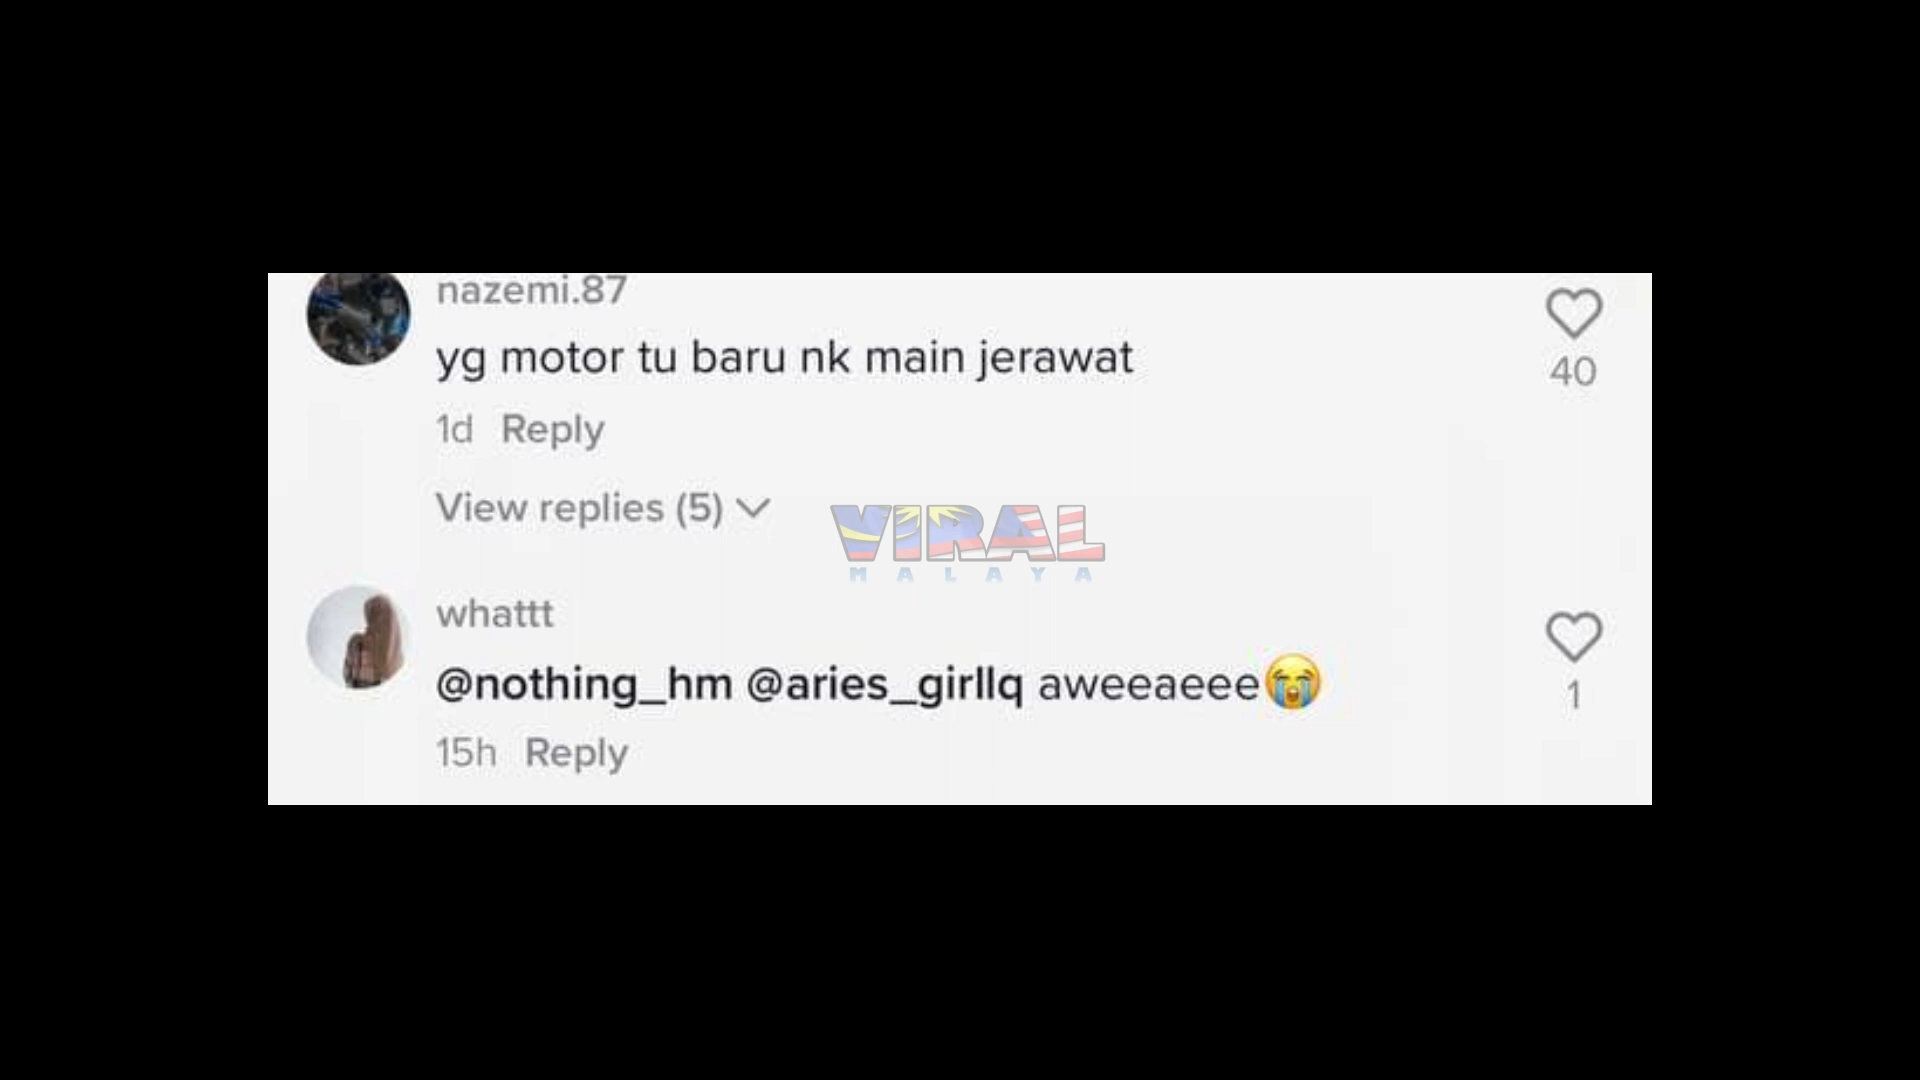 nazemi.87
yg motor tu baru nk main jerawat
40
1d Reply
View replies (5)
VIRAL
MALAYA
whattt
@nothing_hm @aries_girllq aweeaeee😭
1
15h Reply